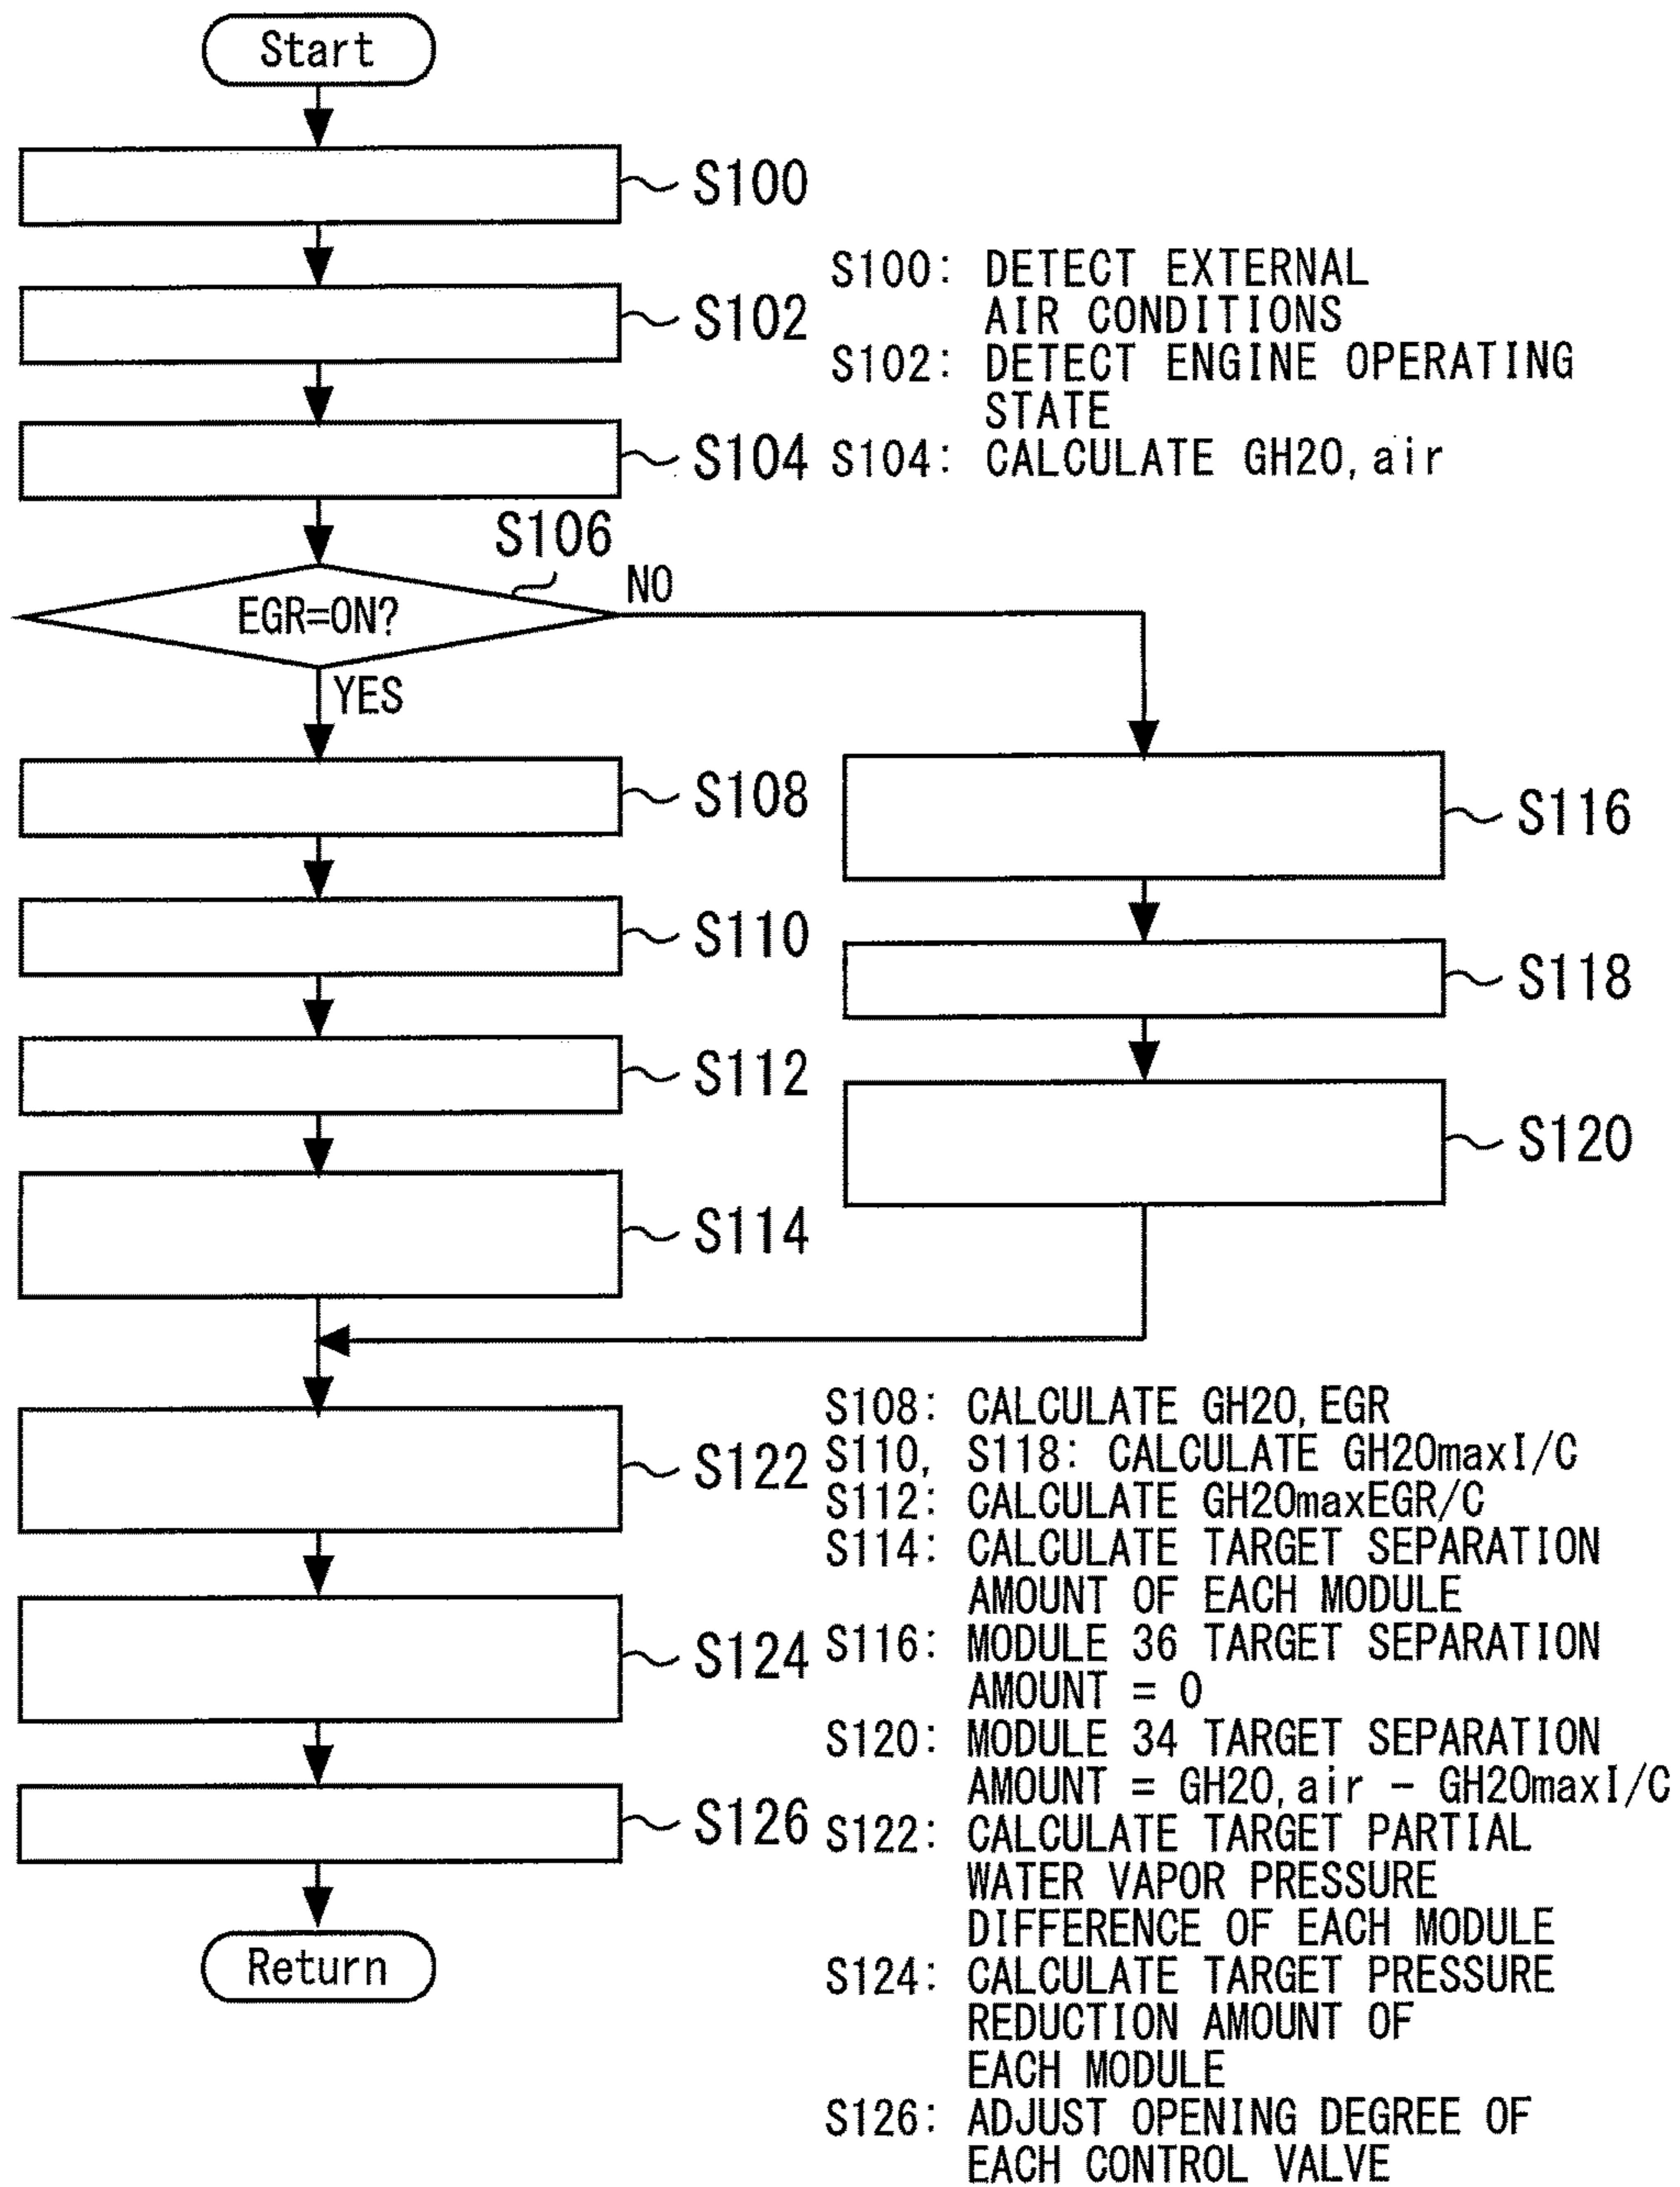 Start
S100
S102
S100: DETECT EXTERNAL
AIR CONDITIONS
S102: DETECT ENGINE OPERATING
STATE
S104
S104: CALCULATE GH2O,air
S106
EGR=ON?
NO
YES
S108
S110
S112
S114
S116
S118
S120
S122
S124
S126
Return
S108: CALCULATE GH2O,EGR
S110, S118: CALCULATE GH2OmaxI/C
S112: CALCULATE GH2OmaxEGR/C
S114: CALCULATE TARGET SEPARATION
AMOUNT OF EACH MODULE
S116: MODULE 36 TARGET SEPARATION
AMOUNT = 0
S120: MODULE 34 TARGET SEPARATION
AMOUNT = GH2O,air - GH2OmaxI/C
S122: CALCULATE TARGET PARTIAL
WATER VAPOR PRESSURE
DIFFERENCE OF EACH MODULE
S124: CALCULATE TARGET PRESSURE
REDUCTION AMOUNT OF
EACH MODULE
S126: ADJUST OPENING DEGREE OF
EACH CONTROL VALVE